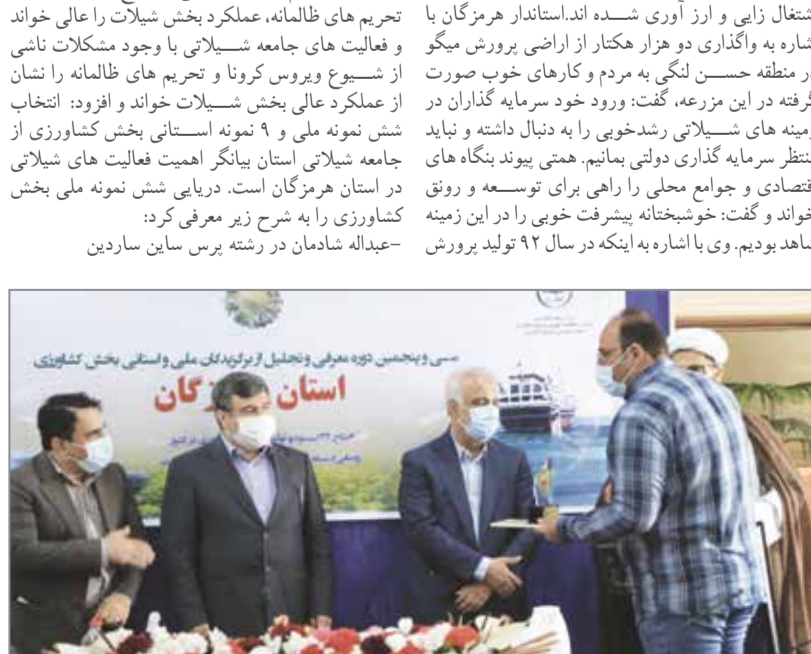 شتغال زایی و ارز آوری شده اند.استاندار هرمزگان با
شاره به واگذاری دو هزار هکتار از اراضی پرورش میگو
ر منطقه حسن لنگی به مردم و کارهای خوب صورت
گرفته در این مزرعه، گفت: ورود خود سرمایه گذاران در
مینه های شیلاتی رشدخوبی را به دنبال داشته و نباید
نتظر سرمایه گذاری دولتی بمانیم. همتی پیوند بنگاه های
قتصادی و جوامع محلی را راهی برای توسعه و رونق
خواند و گفت: خوشبختانه پیشرفت خوبی را در این زمینه
شاهد بودیم. وی با اشاره به اینکه در سال ۹۲ تولید پرورش
تحریم های ظالمانه، عملکرد بخش شیلات را عالی خواند
و فعالیت های جامعه شیلاتی با وجود مشکلات ناشی
از شیوع ویروس کرونا و تحریم های ظالمانه را نشان
از عملکرد عالی بخش شیلات خواند و افزود: انتخاب
شش نمونه ملی و ۹ نمونه استانی بخش کشاورزی از
جامعه شیلاتی استان بیانگر اهمیت فعالیت های شیلاتی
در استان هرمزگان است. دریایی شش نمونه ملی بخش
کشاورزی را به شرح زیر معرفی کرد:
-عبداله شادمان در رشته پرس ساین ساردین
سی و پنجمین دوره معرفی و تجلیل از برگزیدگان ملی و استانی بخش کشاورزی
استان گان